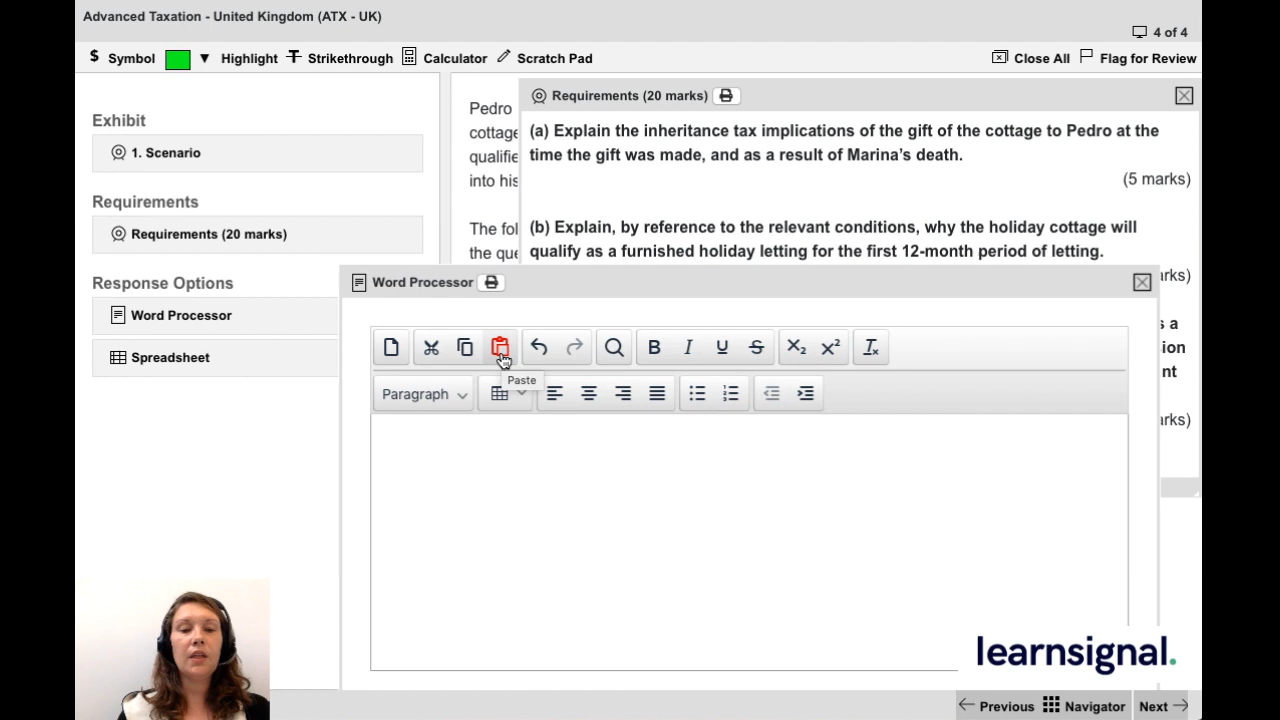 Advanced Taxation - United Kingdom (ATX - UK)
4 of 4
$ Symbol Highlight Strikethrough Calculator Scratch Pad Close All Flag for Review
Exhibit
1. Scenario
Requirements
Requirements (20 marks)
Response Options
Word Processor
Spreadsheet
Pedro
cottage
qualifie
into his
The fol
the que
Requirements (20 marks)
(a) Explain the inheritance tax implications of the gift of the cottage to Pedro at the
time the gift was made, and as a result of Marina's death.
(5 marks)
(b) Explain, by reference to the relevant conditions, why the holiday cottage will
qualify as a furnished holiday letting for the first 12-month period of letting.
rks)
s a
ion
nt
arks)
Word Processor
B I U S X2 X2 Ix
Paste
Paragraph
learnsignal.
Previous Navigator Next